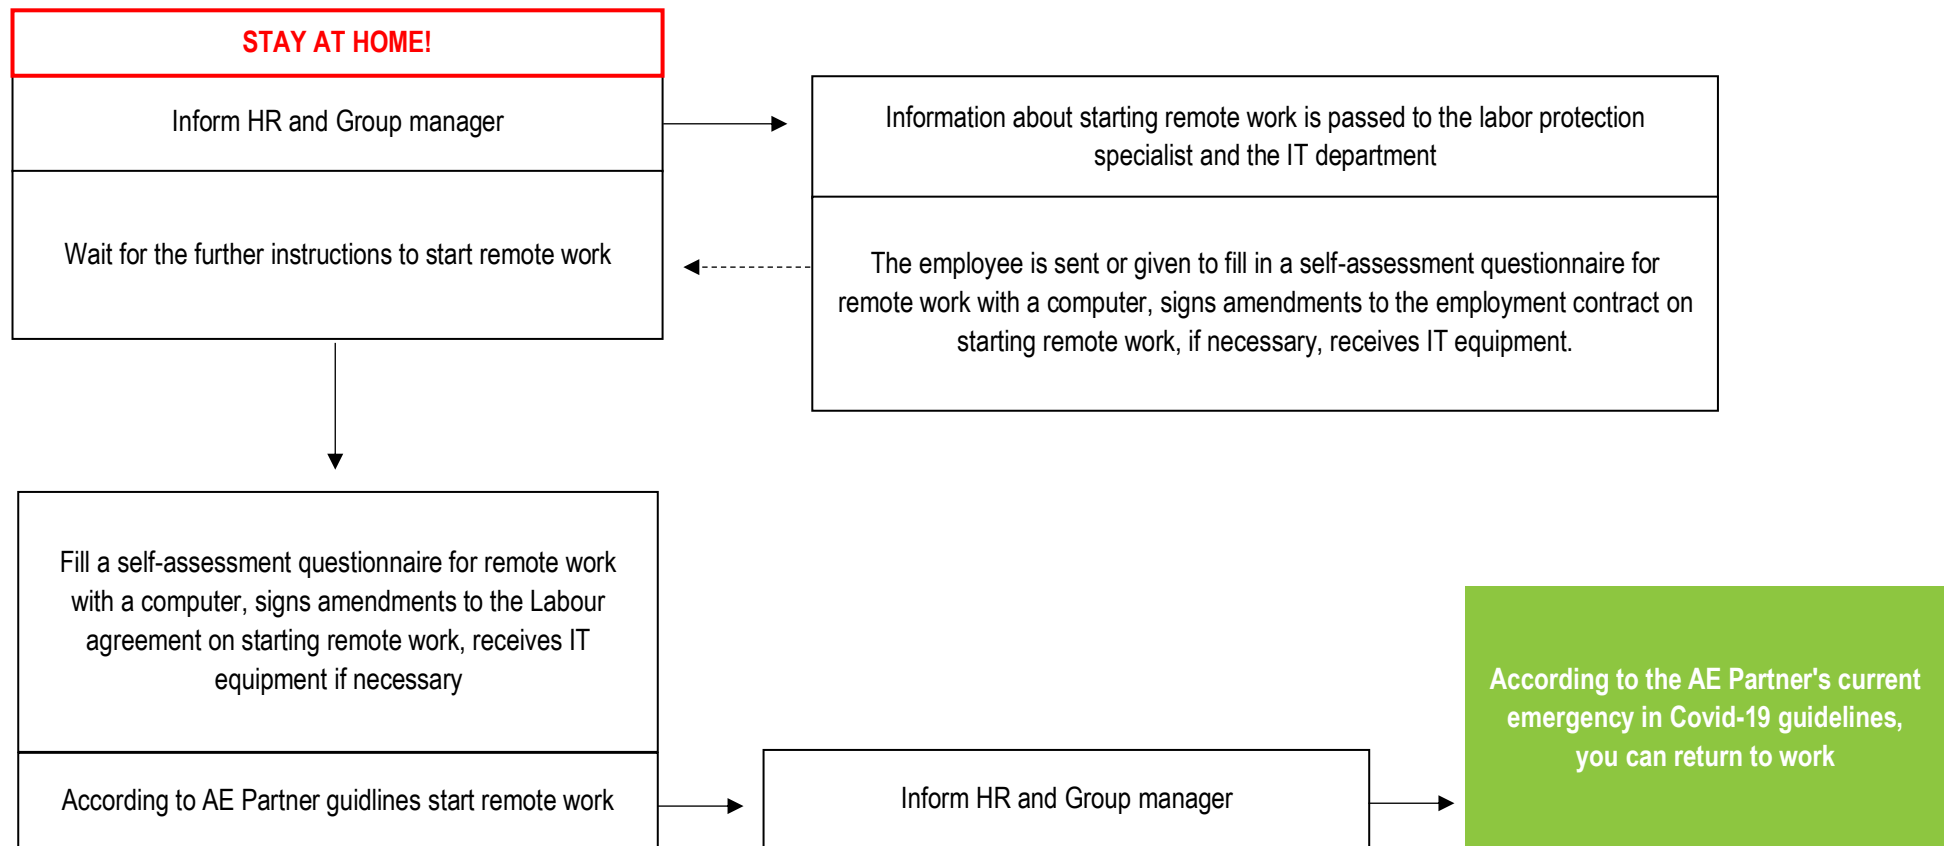 STAY AT HOME!
Inform HR and Group manager
Wait for the further instructions to start remote work
Information about starting remote work is passed to the labor protection
specialist and the IT department
The employee is sent or given to fill in a self-assessment questionnaire for
remote work with a computer, signs amendments to the employment contract on
starting remote work, if necessary, receives IT equipment.
Fill a self-assessment questionnaire for remote work
with a computer, signs amendments to the Labour
agreement on starting remote work, receives IT
equipment if necessary
According to AE Partner guidlines start remote work
Inform HR and Group manager
According to the AE Partner's current
emergency in Covid-19 guidelines,
you can return to work